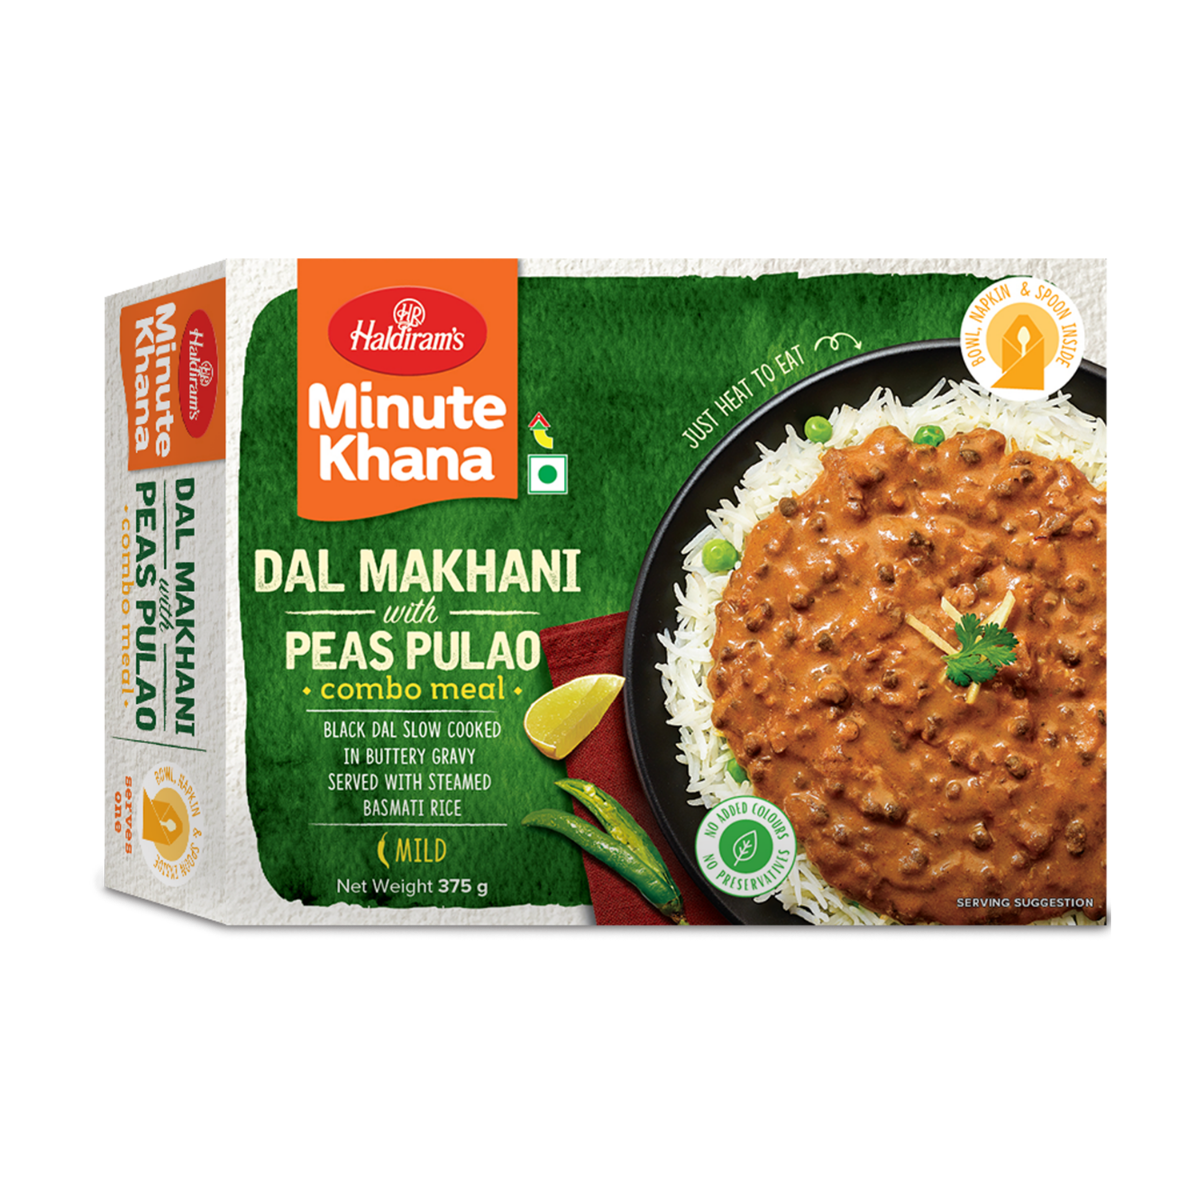 HR
Haldiram's
Minute
Khana
DAL MAKHANI
with
PEAS PULAO
• combo meal •
BLACK DAL SLOW COOKED
IN BUTTERY GRAVY
SERVED WITH STEAMED
BASMATI RICE
MILD
Net Weight 375 g
JUST HEAT TO EAT
BOWL, NAPKIN & SPOON INSIDE
NO ADDED COLOURS
NO PRESERVATIVES
SERVING SUGGESTION
HR
Haldiram's
Minute
Khana
DAL MAKHANI
with
PEAS PULAO
• combo meal •
BOWL, NAPKIN & SPOON INSIDE
serves
one